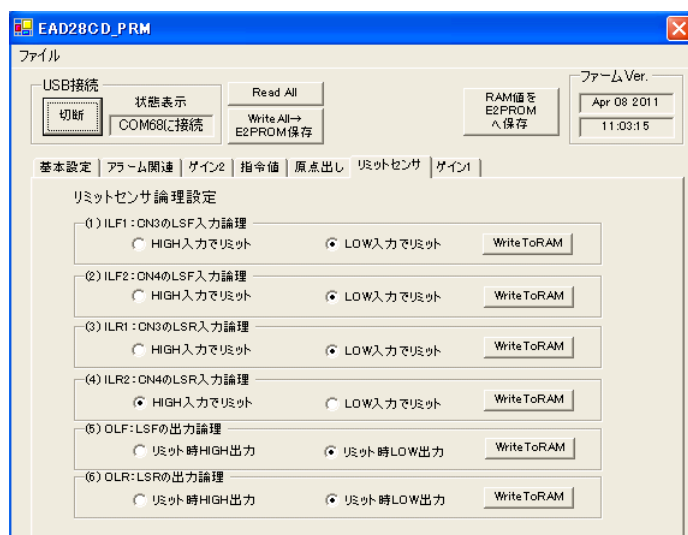 EAD28CD_PRM
ファイル
USB接続
切断
状態表示
COM68に接続
Read All
Write All→
E2PROM保存
RAM値を
E2PROM
へ保存
ファームVer.
Apr 08 2011
11:03:15
基本設定 アラーム関連 ゲイン2 指令値 原点出し リミットセンサ ゲイン1
リミットセンサ論理設定
(1) ILF1:CN3のLSF入力論理
HIGH入力でリミット LOW入力でリミット WriteToRAM
(2) ILF2:CN4のLSF入力論理
HIGH入力でリミット LOW入力でリミット WriteToRAM
(3) ILR1:CN3のLSR入力論理
HIGH入力でリミット LOW入力でリミット WriteToRAM
(4) ILR2:CN4のLSR入力論理
HIGH入力でリミット LOW入力でリミット WriteToRAM
(5) OLF:LSFの出力論理
リミット時HIGH出力 リミット時LOW出力 WriteToRAM
(6) OLR:LSRの出力論理
リミット時HIGH出力 リミット時LOW出力 WriteToRAM